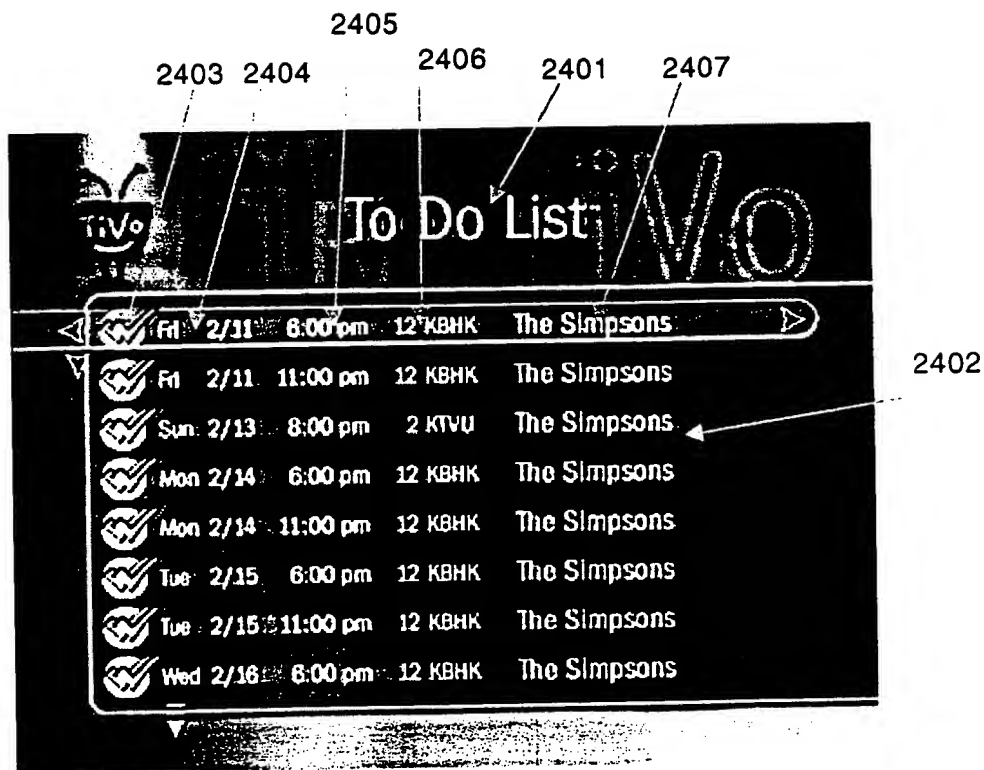 2405
2403 2404 2406 2401 2407
TiVo To Do List iVo
Fri 2/11 6:00 pm 12 KBHK The Simpsons
2402
Fri 2/11 11:00 pm 12 KBHK The Simpsons
Sun 2/13 8:00 pm 2 KTVU The Simpsons
Mon 2/14 6:00 pm 12 KBHK The Simpsons
Mon 2/14 11:00 pm 12 KBHK The Simpsons
Tue 2/15 6:00 pm 12 KBHK The Simpsons
Tue 2/15 11:00 pm 12 KBHK The Simpsons
Wed 2/16 6:00 pm 12 KBHK The Simpsons